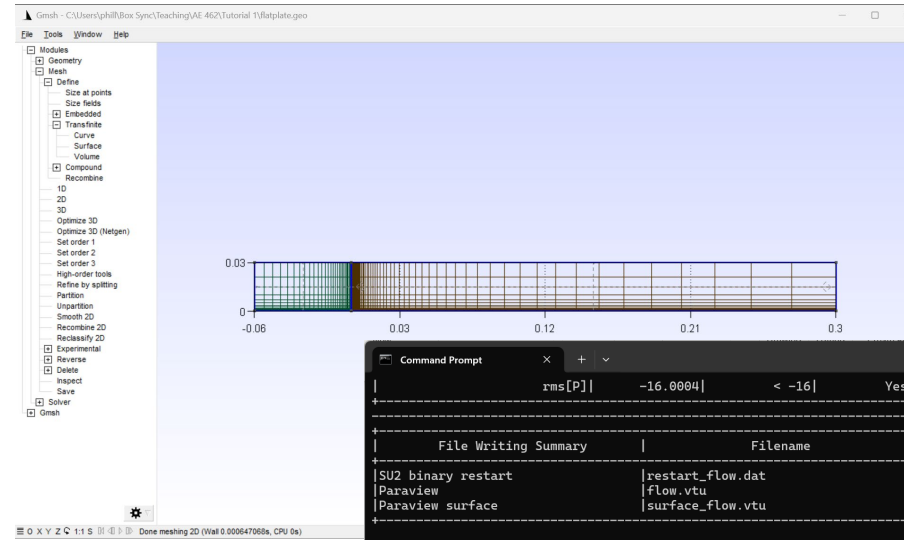 Gmsh - C:\Users\phill\Box Sync\Teaching\AE 462\Tutorial 1\flatplate.geo
File Tools Window Help
Modules
Geometry
Mesh
Define
Size at points
Size fields
Embedded
Transfinite
Curve
Surface
Volume
Compound
Recombine
1D
2D
3D
Optimize 3D
Optimize 3D (Netgen)
Set order 1
Set order 2
Set order 3
High-order tools
Refine by splitting
Partition
Unpartition
Smooth 2D
Recombine 2D
Reclassify 2D
Experimental
Reverse
Delete
Inspect
Save
Solver
Gmsh
0.03
0
-0.06 0.03 0.12 0.21 0.3
Command Prompt
| rms[P]| -16.0004| < -16| Yes
| File Writing Summary | Filename
|SU2 binary restart |restart_flow.dat
|Paraview |flow.vtu
|Paraview surface |surface_flow.vtu
O X Y Z 1:1 S Done meshing 2D (Wall 0.000647068s, CPU 0s)